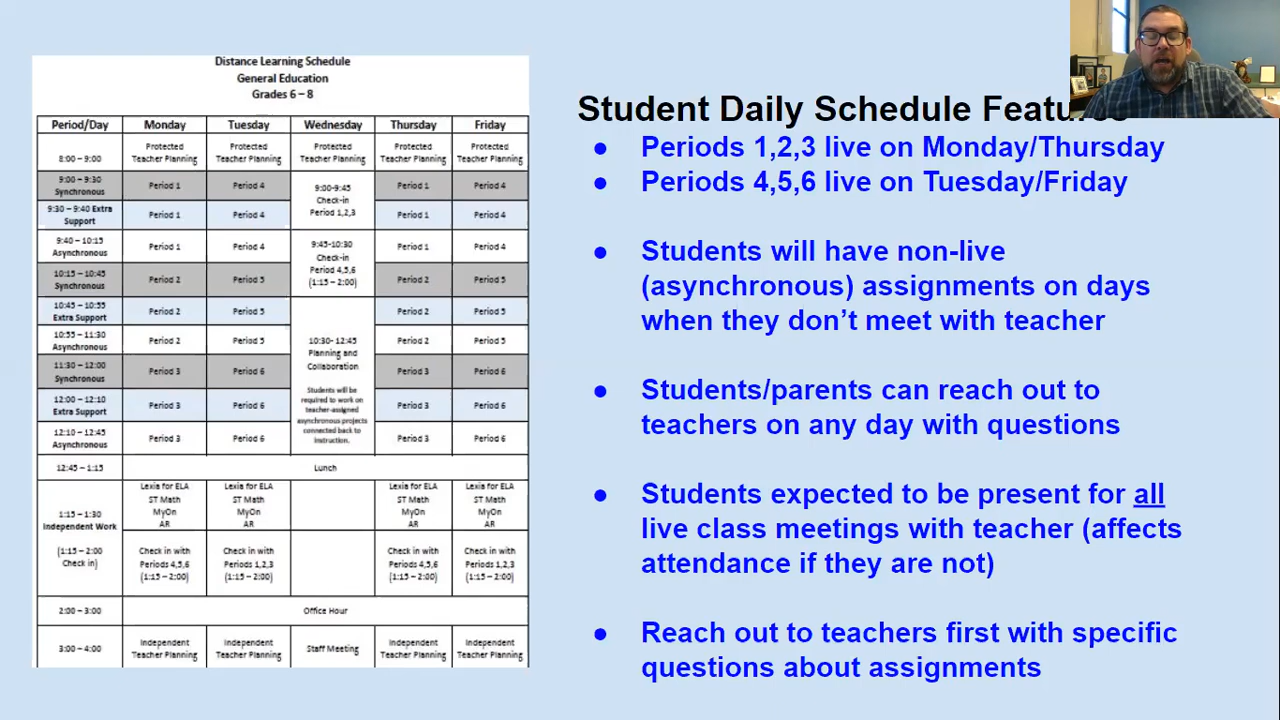 Distance Learning Schedule
General Education
Grades 6 – 8
Period/Day Monday Tuesday Wednesday Thursday Friday
8:00 – 9:00 Protected Teacher Planning Protected Teacher Planning Protected Teacher Planning Protected Teacher Planning Protected Teacher Planning
9:00 – 9:30 Synchronous Period 1 Period 4 9:00-9:45 Check-in Period 1,2,3 Period 1 Period 4
9:30 – 9:40 Extra Support Period 1 Period 4 Period 1 Period 4
9:40 – 10:15 Asynchronous Period 1 Period 4 9:45-10:30 Check-in Period 4,5,6 (1:15 – 2:00) Period 1 Period 4
10:15 – 10:45 Synchronous Period 2 Period 5 Period 2 Period 5
10:45 – 10:55 Extra Support Period 2 Period 5 10:30- 12:45 Planning and Collaboration Students will be required to work on teacher-assigned asynchronous projects connected back to instruction. Period 2 Period 5
10:55 – 11:30 Asynchronous Period 2 Period 5 Period 2 Period 5
11:30 – 12:00 Synchronous Period 3 Period 6 Period 3 Period 6
12:00 – 12:10 Extra Support Period 3 Period 6 Period 3 Period 6
12:10 – 12:45 Asynchronous Period 3 Period 6 Period 3 Period 6
12:45 – 1:15 Lunch
1:15 – 1:30 Independent Work Lexia for ELA ST Math MyOn AR Lexia for ELA ST Math MyOn AR Lexia for ELA ST Math MyOn AR Lexia for ELA ST Math MyOn AR
(1:15 – 2:00 Check in) Check in with Periods 4,5,6 (1:15 – 2:00) Check in with Periods 1,2,3 (1:15 – 2:00) Check in with Periods 4,5,6 (1:15 – 2:00) Check in with Periods 1,2,3 (1:15 – 2:00)
2:00 – 3:00 Office Hour
3:00 – 4:00 Independent Teacher Planning Independent Teacher Planning Staff Meeting Independent Teacher Planning Independent Teacher Planning
Student Daily Schedule Features
● Periods 1,2,3 live on Monday/Thursday
● Periods 4,5,6 live on Tuesday/Friday
● Students will have non-live
(asynchronous) assignments on days
when they don’t meet with teacher
● Students/parents can reach out to
teachers on any day with questions
● Students expected to be present for all
live class meetings with teacher (affects
attendance if they are not)
● Reach out to teachers first with specific
questions about assignments